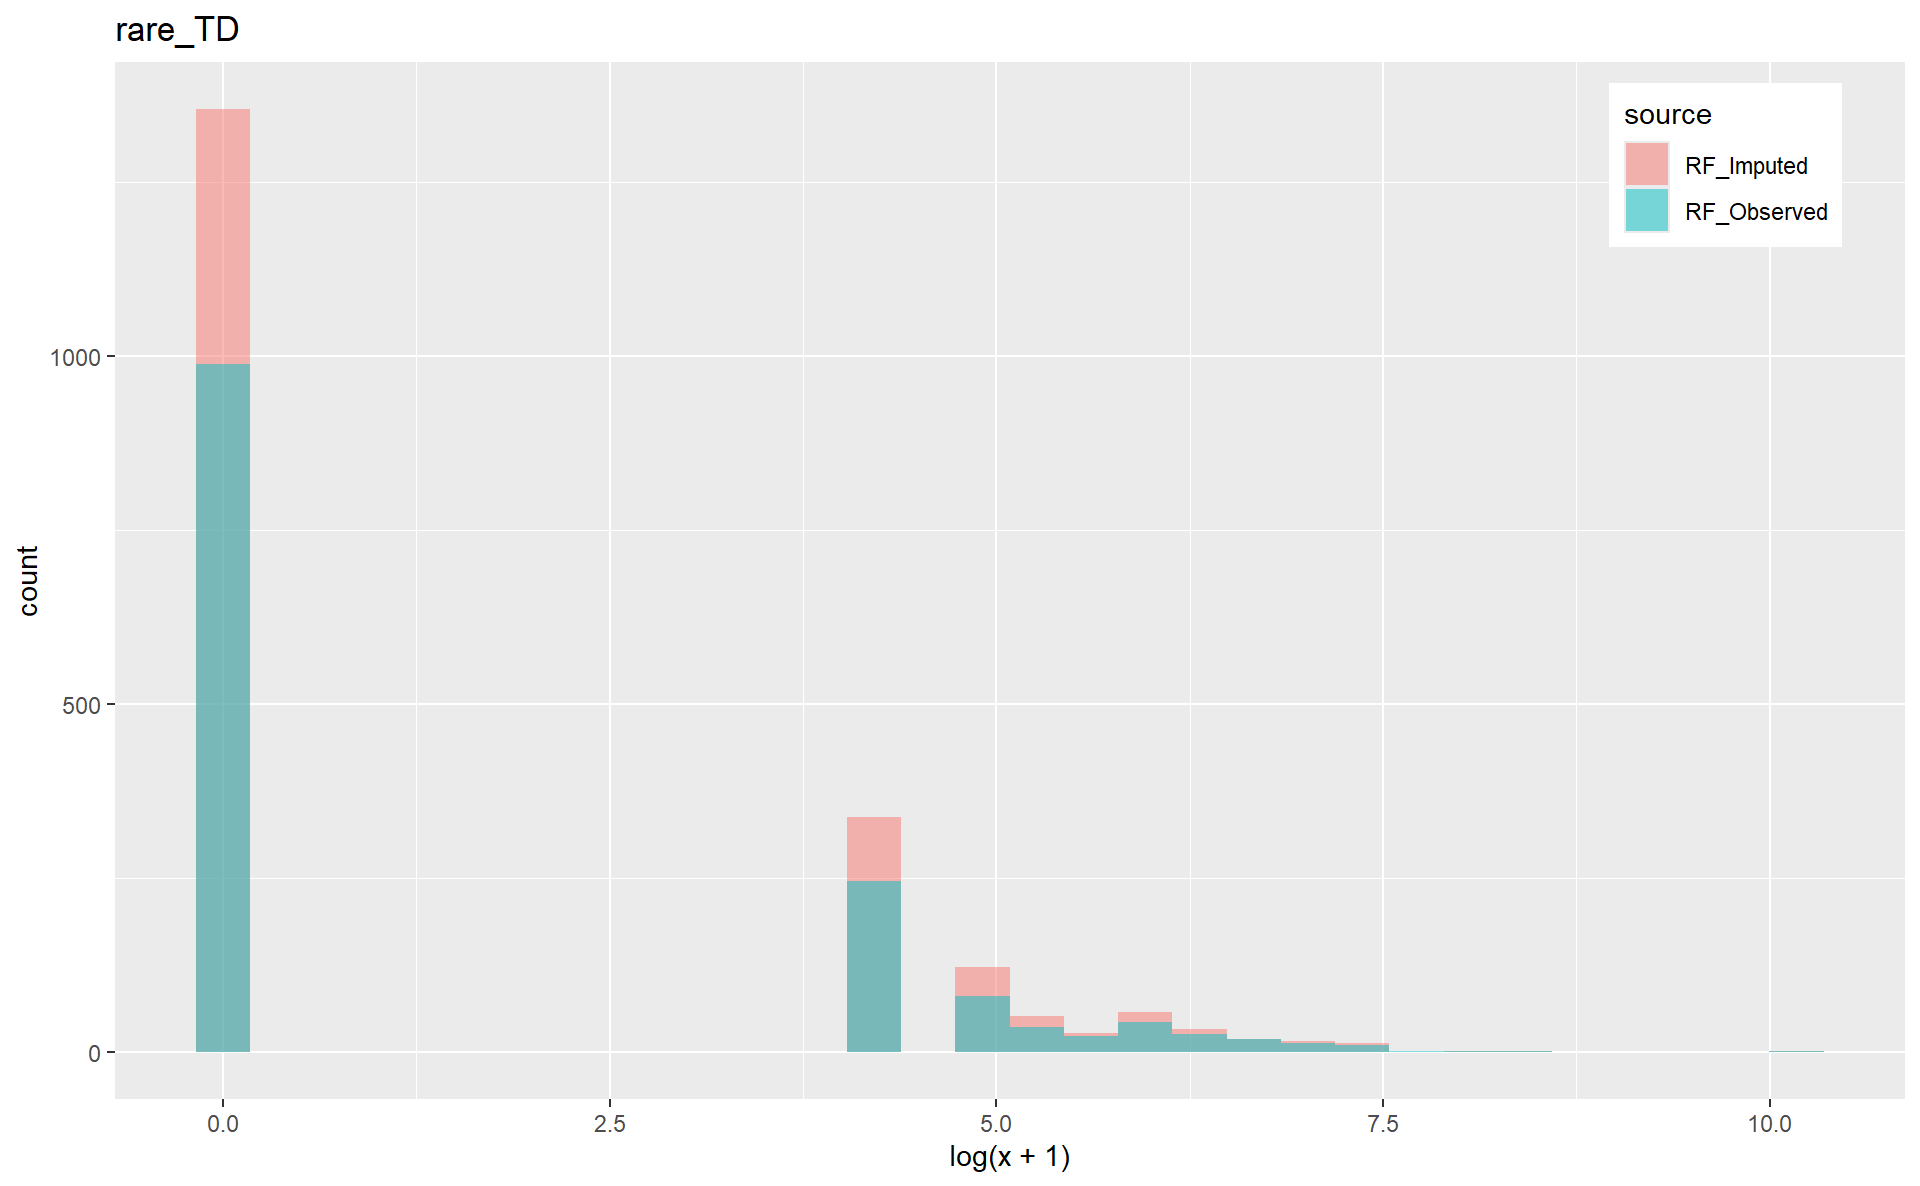 rare_TD
source
RF_Imputed
RF_Observed
count
1000
500
0
0.0
2.5
5.0
7.5
10.0
log(x + 1)